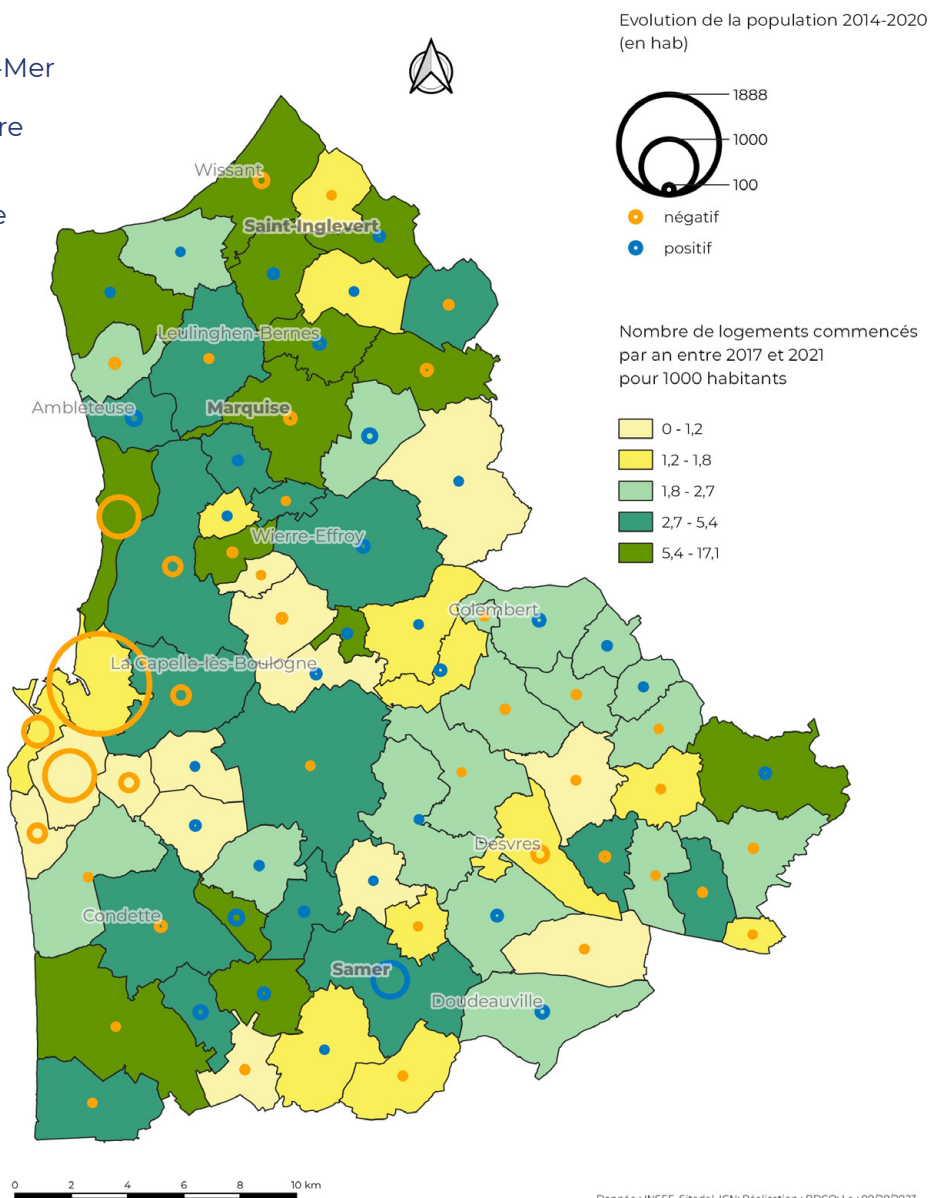 -Mer
re
e
Evolution de la population 2014-2020
(en hab)
1888
1000
100
négatif
positif
Nombre de logements commencés
par an entre 2017 et 2021
pour 1000 habitants
0 - 1,2
1,2 - 1,8
1,8 - 2,7
2,7 - 5,4
5,4 - 17,1
Wissant
Saint-Inglevert
Leulinghen-Bernes
Ambleteuse
Marquise
Wierre-Effroy
Colembert
La Capelle-lès-Boulogne
Desvres
Condette
Samer
Doudeauville
0 2 4 6 8 10 km